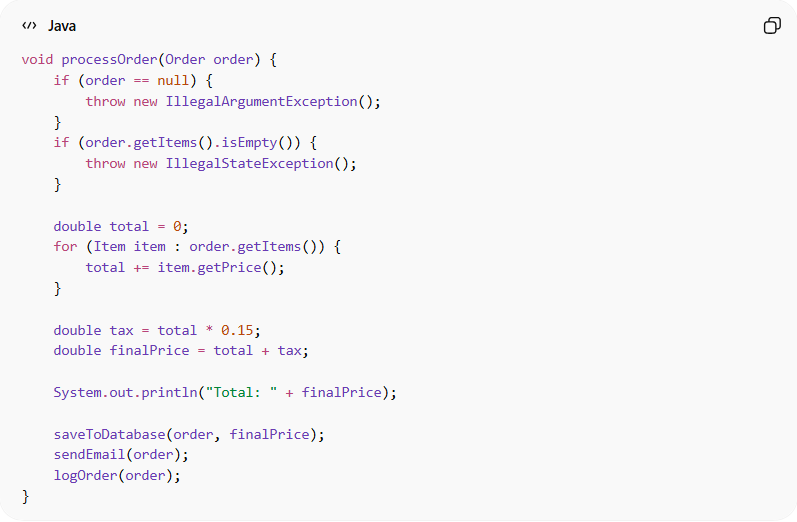 Java
void processOrder(Order order) {
    if (order == null) {
        throw new IllegalArgumentException();
    }
    if (order.getItems().isEmpty()) {
        throw new IllegalStateException();
    }

    double total = 0;
    for (Item item : order.getItems()) {
        total += item.getPrice();
    }

    double tax = total * 0.15;
    double finalPrice = total + tax;

    System.out.println("Total: " + finalPrice);

    saveToDatabase(order, finalPrice);
    sendEmail(order);
    logOrder(order);
}